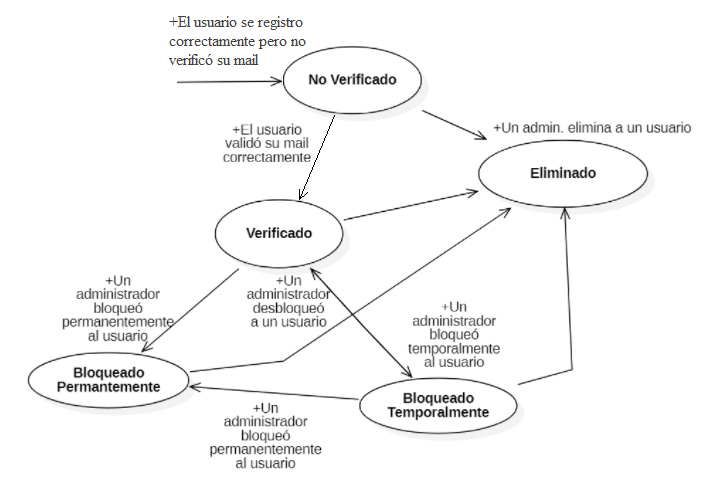 +El usuario se registro
correctamente pero no
verificó su mail
No Verificado
+Un admin. elimina a un usuario
+El usuario
validó su mail
correctamente
Eliminado
Verificado
+Un
administrador
bloqueó
permanentemente
al usuario
+Un
administrador
desbloqueó
a un usuario
+Un
administrador
bloqueó
temporalmente
al usuario
Bloqueado
Permantemente
Bloqueado
Temporalmente
+Un
administrador
bloqueó
permanentemente
al usuario